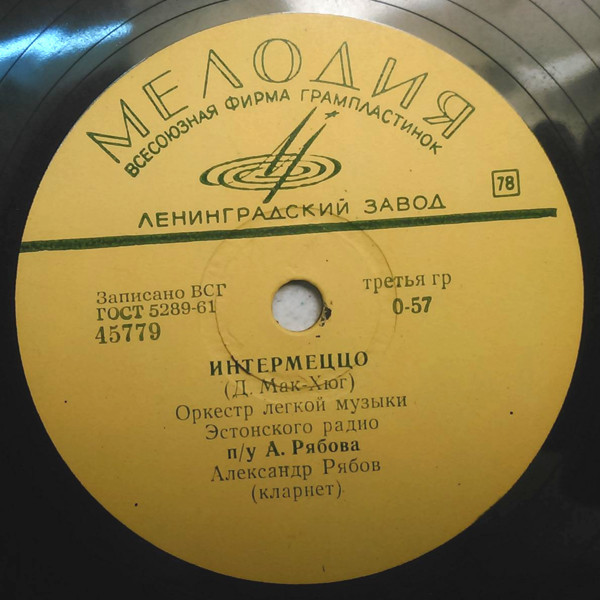 МЕЛОДИЯ
ВСЕСОЮЗНАЯ ФИРМА ГРАМПЛАСТИНОК
78
ЛЕНИНГРАДСКИЙ ЗАВОД
Записано ВСГ
ГОСТ 5289-61
45779
третья гр
0-57
ИНТЕРМЕЦЦО
(Д. Мак-Хюг)
Оркестр легкой музыки
Эстонского радио
п/у А. Рябова
Александр Рябов
(кларнет)